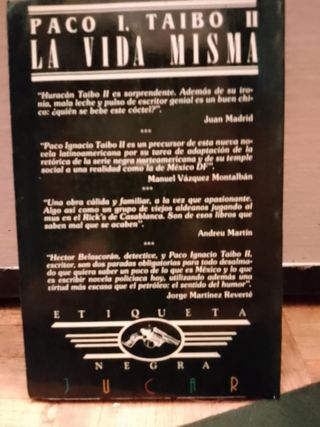 PACO I. TAIBO II
LA VIDA MISMA
"Huracán Taibo II es sorprendente. Además de su iro-
nía, mala leche y pulso de escritor genial es un buen chi-
co: ¿quién se bebe este cóctel?".
Juan Madrid
***
"Paco Ignacio Taibo II es un precursor de esta nueva no-
vela latinoamericana por su tarea de adaptación de la
retórica de la serie negra norteamericana y de su temple
social a una realidad como la de México DF".
Manuel Vázquez Montalbán
***
"Una obra cálida y familiar, a la vez que apasionante.
Algo así como un grupo de viejos aldeanos jugando al
mus en el Rick's de Casablanca. Son de esos libros que
saben mal que se acaben".
Andreu Martín
***
"Hector Belascorán, detective, y Paco Ignacio Taibo II,
escritor, son dos paradas obligatorias para todo desalma-
do que quiera saber un poco de lo que es México y lo que
es escribir novela policiaca hoy, utilizando además una
virtud más escasa que el petróleo: el sentido del humor".
Jorge Martínez Reverte
ETIQUETA
NEGRA
JUCAR